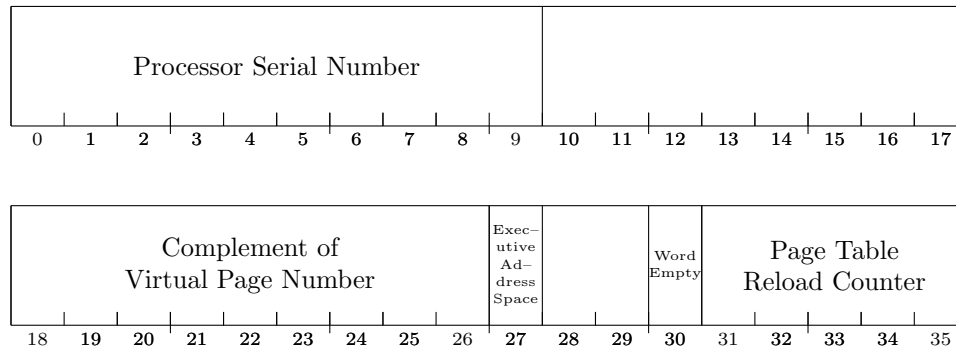 Processor Serial Number
0 1 2 3 4 5 6 7 8 9 10 11 12 13 14 15 16 17
Complement of
Virtual Page Number
Exec–
utive
Ad–
dress
Space
Word
Empty
Page Table
Reload Counter
18 19 20 21 22 23 24 25 26 27 28 29 30 31 32 33 34 35